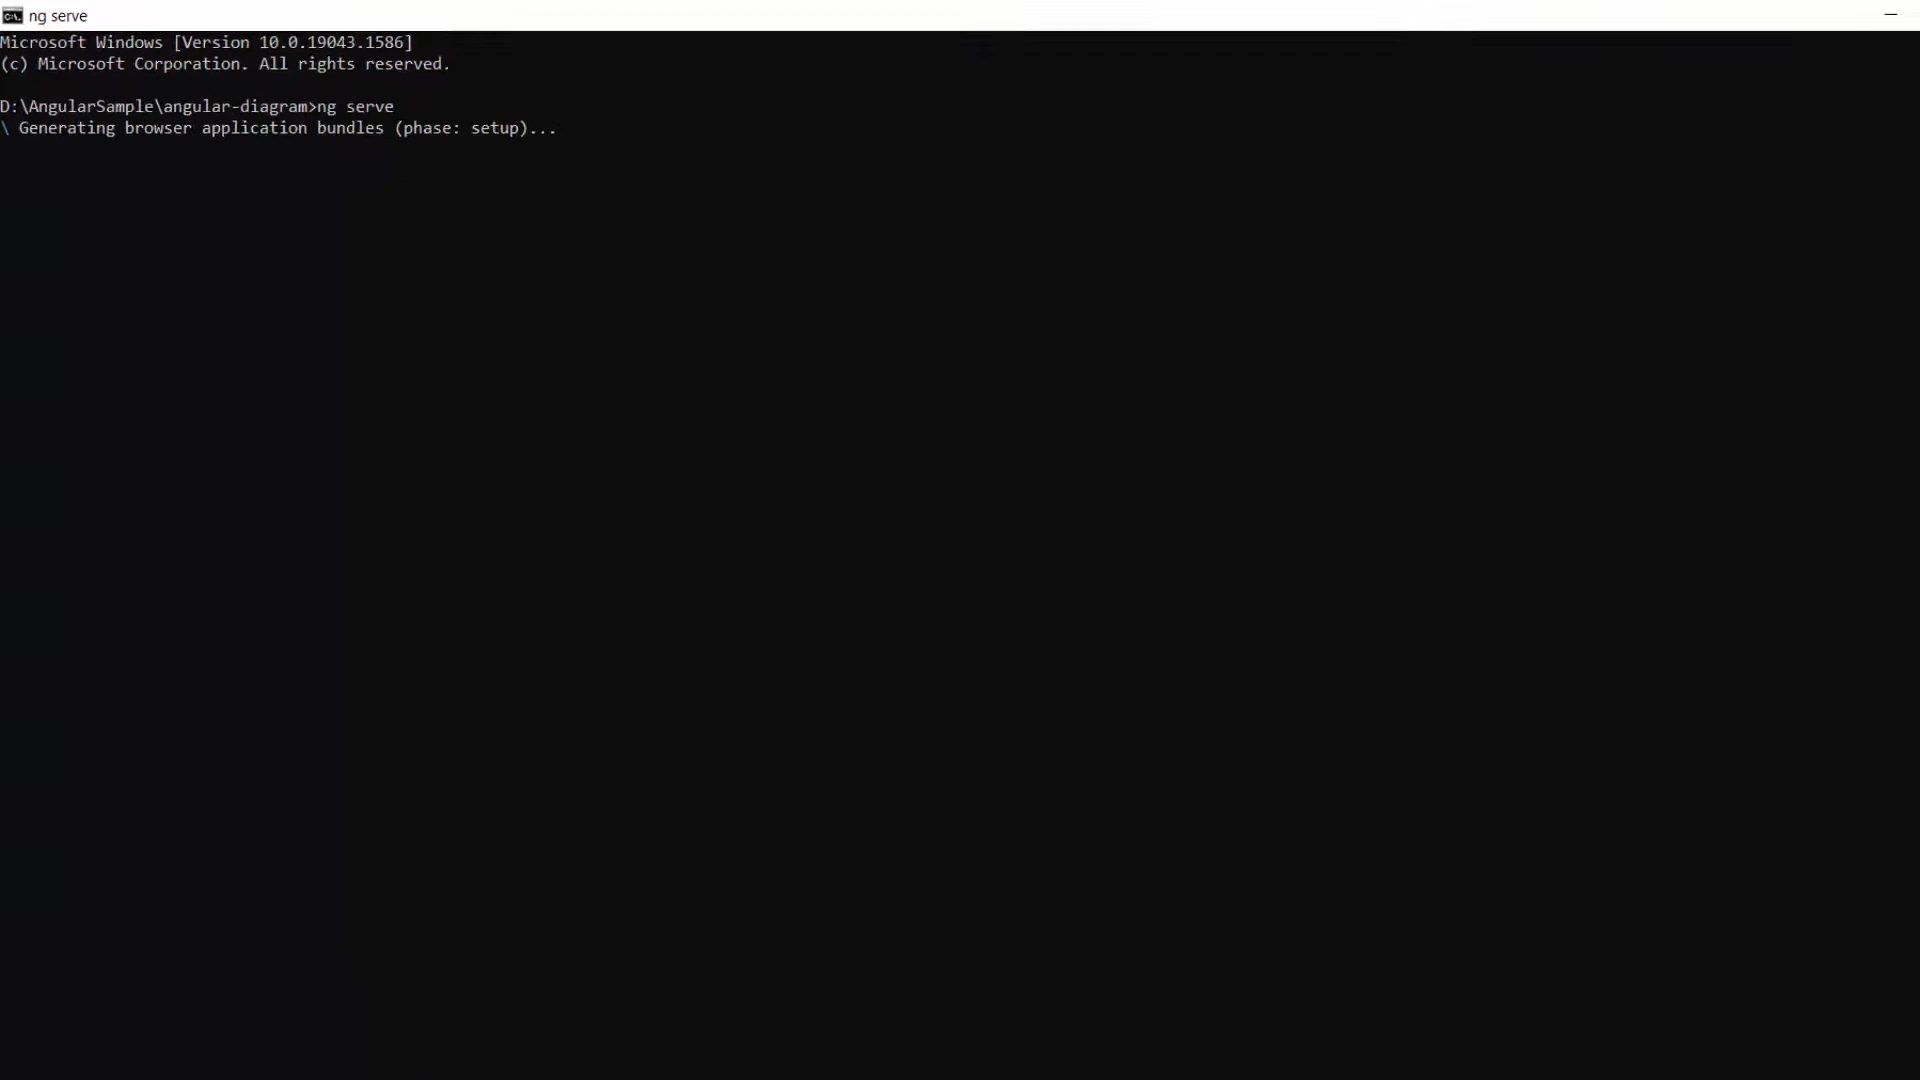 ng serve
Microsoft Windows [Version 10.0.19043.1586]
(c) Microsoft Corporation. All rights reserved.
D:\AngularSample\angular-diagram>ng serve
\ Generating browser application bundles (phase: setup)...